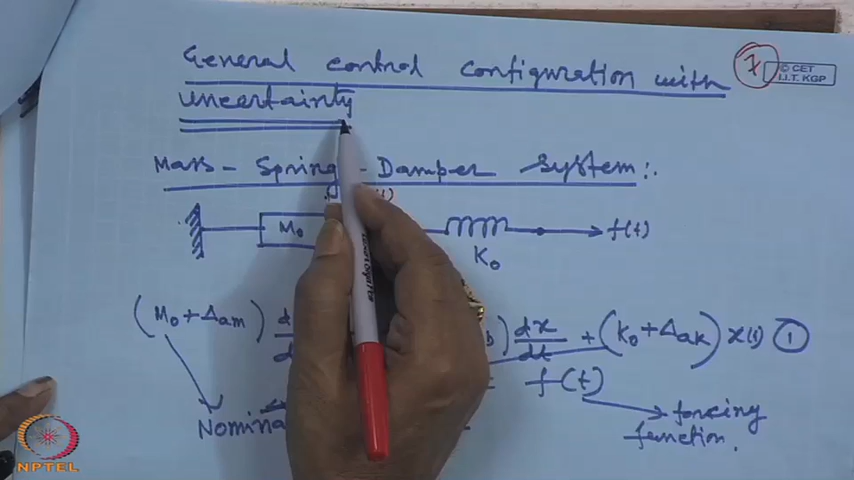 General control configuration with
© CET
I.I.T. KGP
7
uncertainty
Mass - Spring - Damper system:
M₀
K₀
f(t)
(M₀ + Δam)
dx/dt + (K₀ + Δak) x(t) ①
= f(t)
forcing
function.
NPTEL